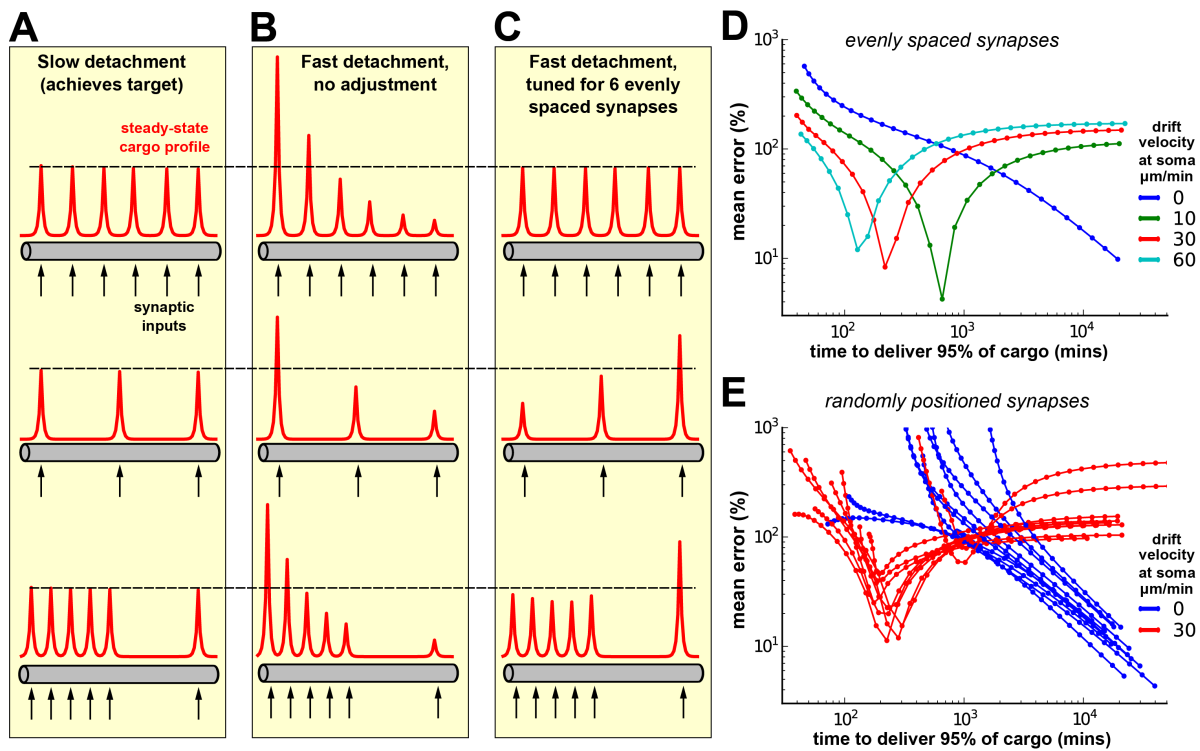 A
Slow detachment
(achieves target)
steady-state
cargo profile
synaptic
inputs
B
Fast detachment,
no adjustment
C
Fast detachment,
tuned for 6 evenly
spaced synapses
D
evenly spaced synapses
mean error (%)
10³
10²
10¹
10² 10³ 10⁴
time to deliver 95% of cargo (mins)
drift
velocity
at soma
µm/min
0
10
30
60
E
randomly positioned synapses
mean error (%)
10³
10²
10¹
10² 10³ 10⁴
time to deliver 95% of cargo (mins)
drift
velocity
at soma
µm/min
0
30